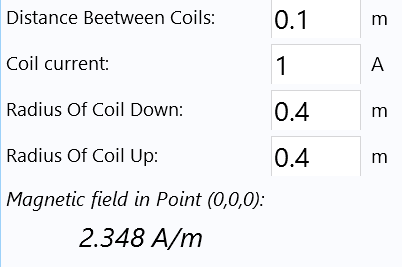 Distance Beetween Coils: 0.1 m
Coil current: 1 A
Radius Of Coil Down: 0.4 m
Radius Of Coil Up: 0.4 m
Magnetic field in Point (0,0,0):
2.348 A/m